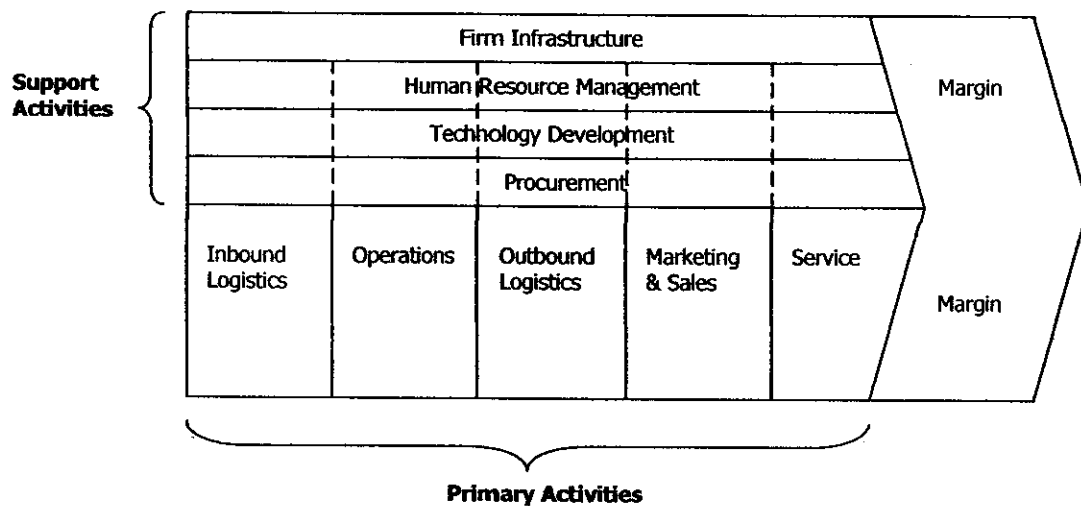 Firm Infrastructure
Support
Activities
Human Resource Management
Margin
Technology Development
Procurement
Inbound
Logistics
Operations
Outbound
Logistics
Marketing
& Sales
Service
Margin
Primary Activities